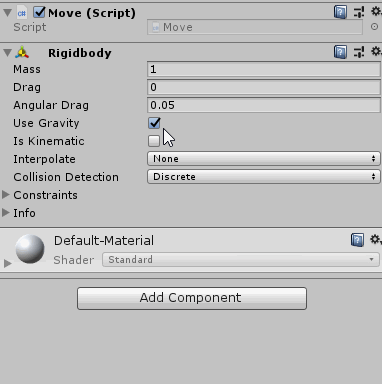 Move (Script)
Script Move
Rigidbody
Mass 1
Drag 0
Angular Drag 0.05
Use Gravity
Is Kinematic
Interpolate None
Collision Detection Discrete
Constraints
Info
Default-Material
Shader Standard
Add Component